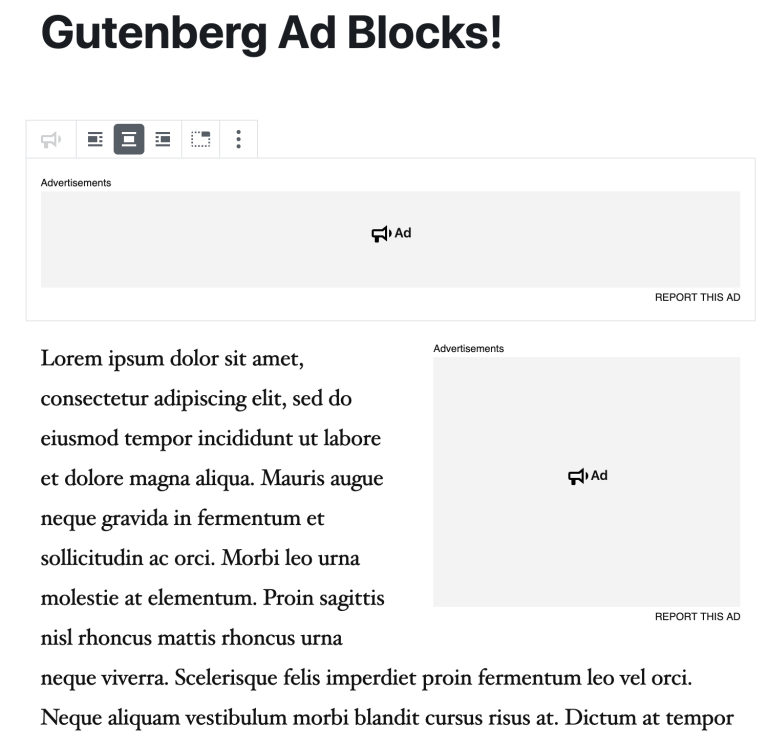 Gutenberg Ad Blocks!
Advertisements
Ad
REPORT THIS AD
Advertisements
Ad
REPORT THIS AD
Lorem ipsum dolor sit amet,
consectetur adipiscing elit, sed do
eiusmod tempor incididunt ut labore
et dolore magna aliqua. Mauris augue
neque gravida in fermentum et
sollicitudin ac orci. Morbi leo urna
molestie at elementum. Proin sagittis
nisl rhoncus mattis rhoncus urna
neque viverra. Scelerisque felis imperdiet proin fermentum leo vel orci.
Neque aliquam vestibulum morbi blandit cursus risus at. Dictum at tempor